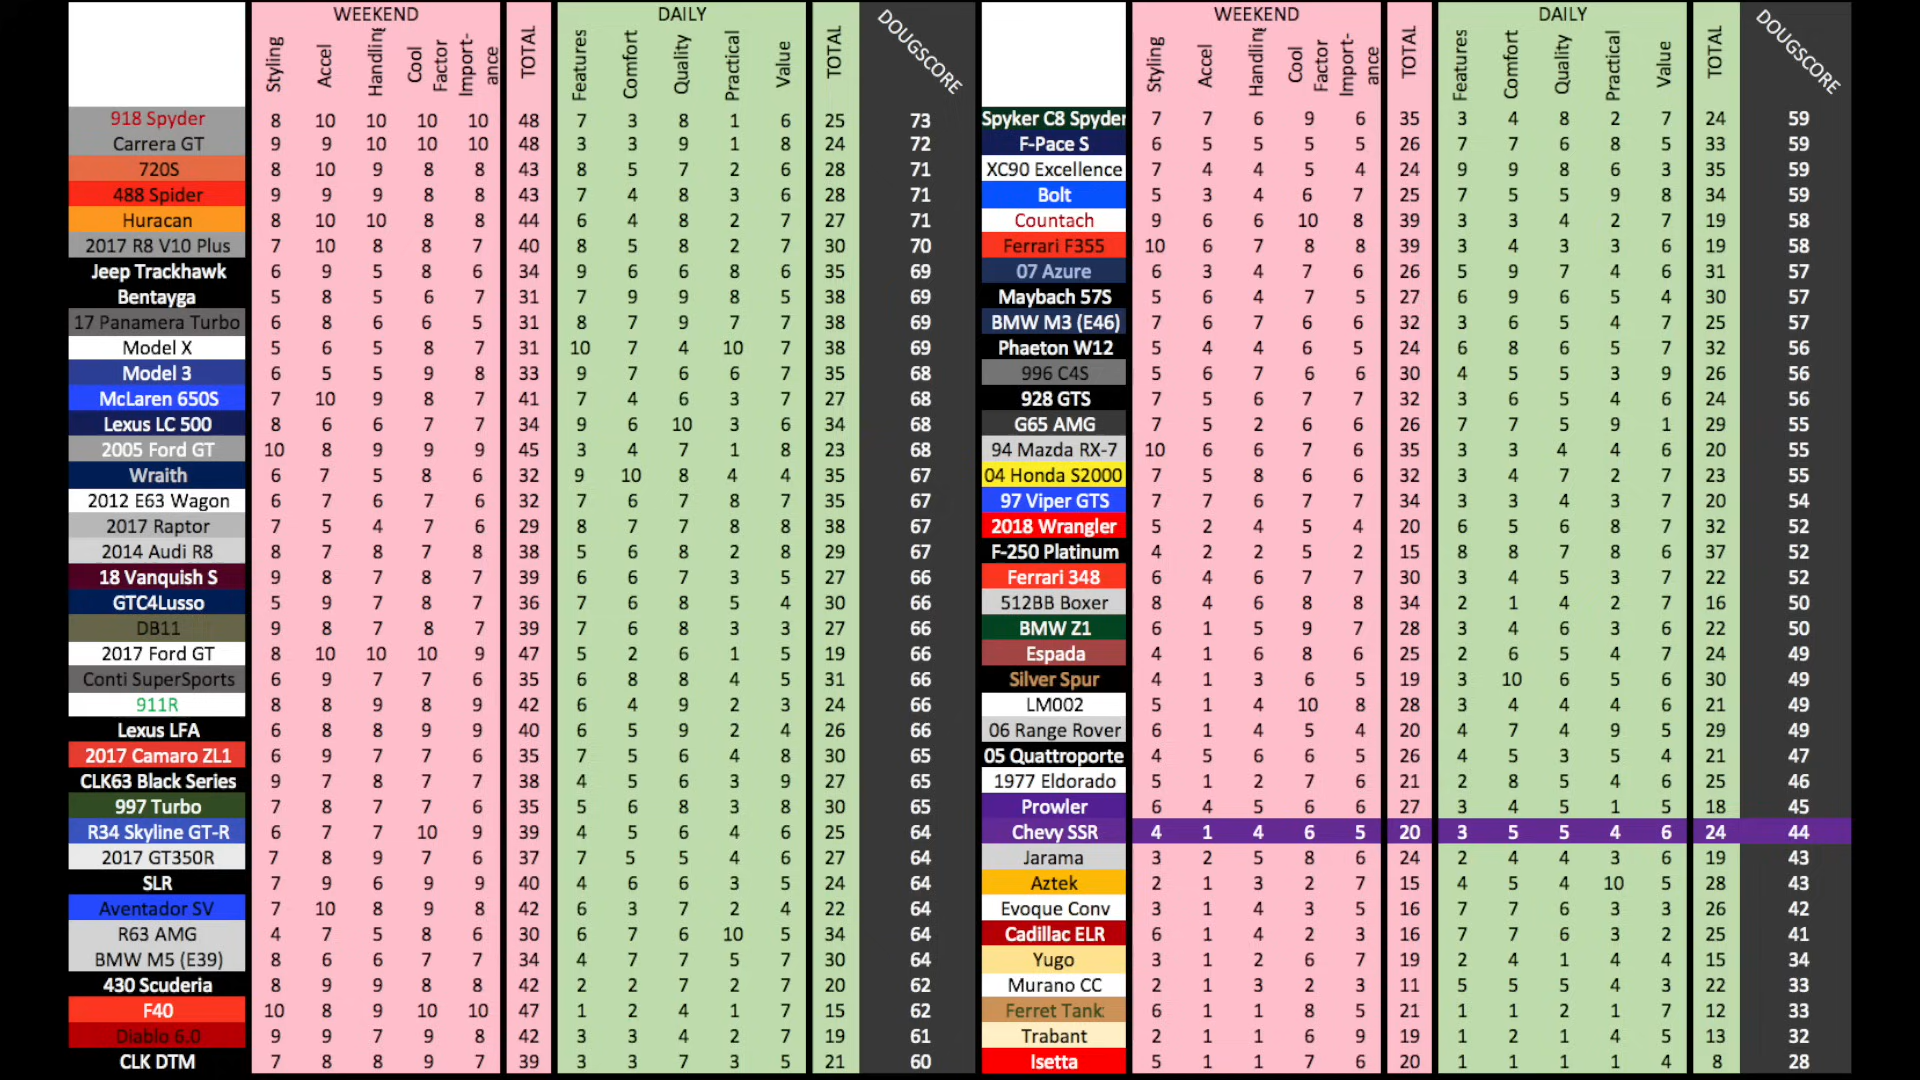 WEEKEND DAILY WEEKEND DAILY
Styling Accel Handling Cool Factor Import-ance TOTAL Features Comfort Quality Practical Value TOTAL DOUGSCORE Styling Accel Handling Cool Factor Import-ance TOTAL Features Comfort Quality Practical Value TOTAL DOUGSCORE
918 Spyder 8 10 10 10 10 48 7 3 8 1 6 25 73 Spyker C8 Spyder 7 7 6 9 6 35 3 4 8 2 7 24 59
Carrera GT 9 9 10 10 10 48 3 3 9 1 8 24 72 F-Pace S 6 5 5 5 5 26 7 7 6 8 5 33 59
720S 8 10 9 8 8 43 8 5 7 2 6 28 71 XC90 Excellence 7 4 4 5 4 24 9 9 8 6 3 35 59
488 Spider 9 9 9 8 8 43 7 4 8 3 6 28 71 Bolt 5 3 4 6 7 25 7 5 5 9 8 34 59
Huracan 8 10 10 8 8 44 6 4 8 2 7 27 71 Countach 9 6 6 10 8 39 3 3 4 2 7 19 58
2017 R8 V10 Plus 7 10 8 8 7 40 8 5 8 2 7 30 70 Ferrari F355 10 6 7 8 8 39 3 4 3 3 6 19 58
Jeep Trackhawk 6 9 5 8 6 34 9 6 6 8 6 35 69 07 Azure 6 3 4 7 6 26 5 9 7 4 6 31 57
Bentayga 5 8 5 6 7 31 7 9 9 8 5 38 69 Maybach 57S 5 6 4 7 5 27 6 9 6 5 4 30 57
17 Panamera Turbo 6 8 6 6 5 31 8 7 9 7 7 38 69 BMW M3 (E46) 7 6 7 6 6 32 3 6 5 4 7 25 57
Model X 5 6 5 8 7 31 10 7 4 10 7 38 69 Phaeton W12 5 4 4 6 5 24 6 8 6 5 7 32 56
Model 3 6 5 5 9 8 33 9 7 6 6 7 35 68 996 C4S 5 6 7 6 6 30 4 5 5 3 9 26 56
McLaren 650S 7 10 9 8 7 41 7 4 6 3 7 27 68 928 GTS 7 5 6 7 7 32 3 6 5 4 6 24 56
Lexus LC 500 8 6 6 7 7 34 9 6 10 3 6 34 68 G65 AMG 7 5 2 6 6 26 7 7 5 9 1 29 55
2005 Ford GT 10 8 9 9 9 45 3 4 7 1 8 23 68 94 Mazda RX-7 10 6 6 7 6 35 3 3 4 4 6 20 55
Wraith 6 7 5 8 6 32 9 10 8 4 4 35 67 04 Honda S2000 7 5 8 6 6 32 3 4 7 2 7 23 55
2012 E63 Wagon 6 7 6 7 6 32 7 6 7 8 7 35 67 97 Viper GTS 7 7 6 7 7 34 3 3 4 3 7 20 54
2017 Raptor 7 5 4 7 6 29 8 7 7 8 8 38 67 2018 Wrangler 5 2 4 5 4 20 6 5 6 8 7 32 52
2014 Audi R8 8 7 8 7 8 38 5 6 8 2 8 29 67 F-250 Platinum 4 2 2 5 2 15 8 8 7 8 6 37 52
18 Vanquish S 9 8 7 8 7 39 6 6 7 3 5 27 66 Ferrari 348 6 4 6 7 7 30 3 4 5 3 7 22 52
GTC4Lusso 5 9 7 8 7 36 7 6 8 5 4 30 66 512BB Boxer 8 4 6 8 8 34 2 1 4 2 7 16 50
DB11 9 8 7 8 7 39 7 6 8 3 3 27 66 BMW Z1 6 1 5 9 7 28 3 4 6 3 6 22 50
2017 Ford GT 8 10 10 10 9 47 5 2 6 1 5 19 66 Espada 4 1 6 8 6 25 2 6 5 4 7 24 49
Conti SuperSports 6 9 7 7 6 35 6 8 8 4 5 31 66 Silver Spur 4 1 3 6 5 19 3 10 6 5 6 30 49
911R 8 8 9 8 9 42 6 4 9 2 3 24 66 LM002 5 1 4 10 8 28 3 4 4 4 6 21 49
Lexus LFA 6 8 8 9 9 40 6 5 9 2 4 26 66 06 Range Rover 6 1 4 5 4 20 4 7 4 9 5 29 49
2017 Camaro ZL1 6 9 7 7 6 35 7 5 6 4 8 30 65 05 Quattroporte 4 5 6 6 5 26 4 5 3 5 4 21 47
CLK63 Black Series 9 7 8 7 7 38 4 5 6 3 9 27 65 1977 Eldorado 5 1 2 7 6 21 2 8 5 4 6 25 46
997 Turbo 7 8 7 7 6 35 5 6 8 3 8 30 65 Prowler 6 4 5 6 6 27 3 4 5 1 5 18 45
R34 Skyline GT-R 6 7 7 10 9 39 4 5 6 4 6 25 64 Chevy SSR 4 1 4 6 5 20 3 5 5 4 6 24 44
2017 GT350R 7 8 9 7 6 37 7 5 5 4 6 27 64 Jarama 3 2 5 8 6 24 2 4 4 3 6 19 43
SLR 7 9 6 9 9 40 4 6 6 3 5 24 64 Aztek 2 1 3 2 7 15 4 5 4 10 5 28 43
Aventador SV 7 10 8 9 8 42 6 3 7 2 4 22 64 Evoque Conv 3 1 4 3 5 16 7 7 6 3 3 26 42
R63 AMG 4 7 5 8 6 30 6 7 6 10 5 34 64 Cadillac ELR 6 1 4 2 3 16 7 7 6 3 2 25 41
BMW M5 (E39) 8 6 6 7 7 34 4 7 7 5 7 30 64 Yugo 3 1 2 6 7 19 2 4 1 4 4 15 34
430 Scuderia 8 9 9 8 8 42 2 2 7 2 7 20 62 Murano CC 2 1 3 2 3 11 5 5 5 4 3 22 33
F40 10 8 9 10 10 47 1 2 4 1 7 15 62 Ferret Tank 6 1 1 8 5 21 1 1 2 1 7 12 33
Diablo 6.0 9 9 7 9 8 42 3 3 4 2 7 19 61 Trabant 2 1 1 6 9 19 1 2 1 4 5 13 32
CLK DTM 7 8 8 9 7 39 3 3 7 3 5 21 60 Isetta 5 1 1 7 6 20 1 1 1 1 4 8 28